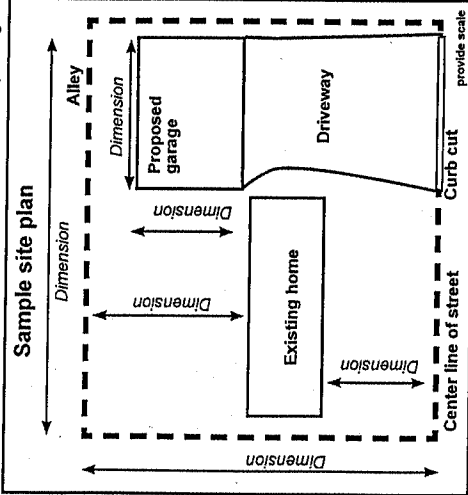 Sample site plan
Dimension
Alley
Dimension
Proposed
garage
Driveway
Dimension
Dimension
Existing home
Dimension
Dimension
Curb cut
Center line of street
provide scale